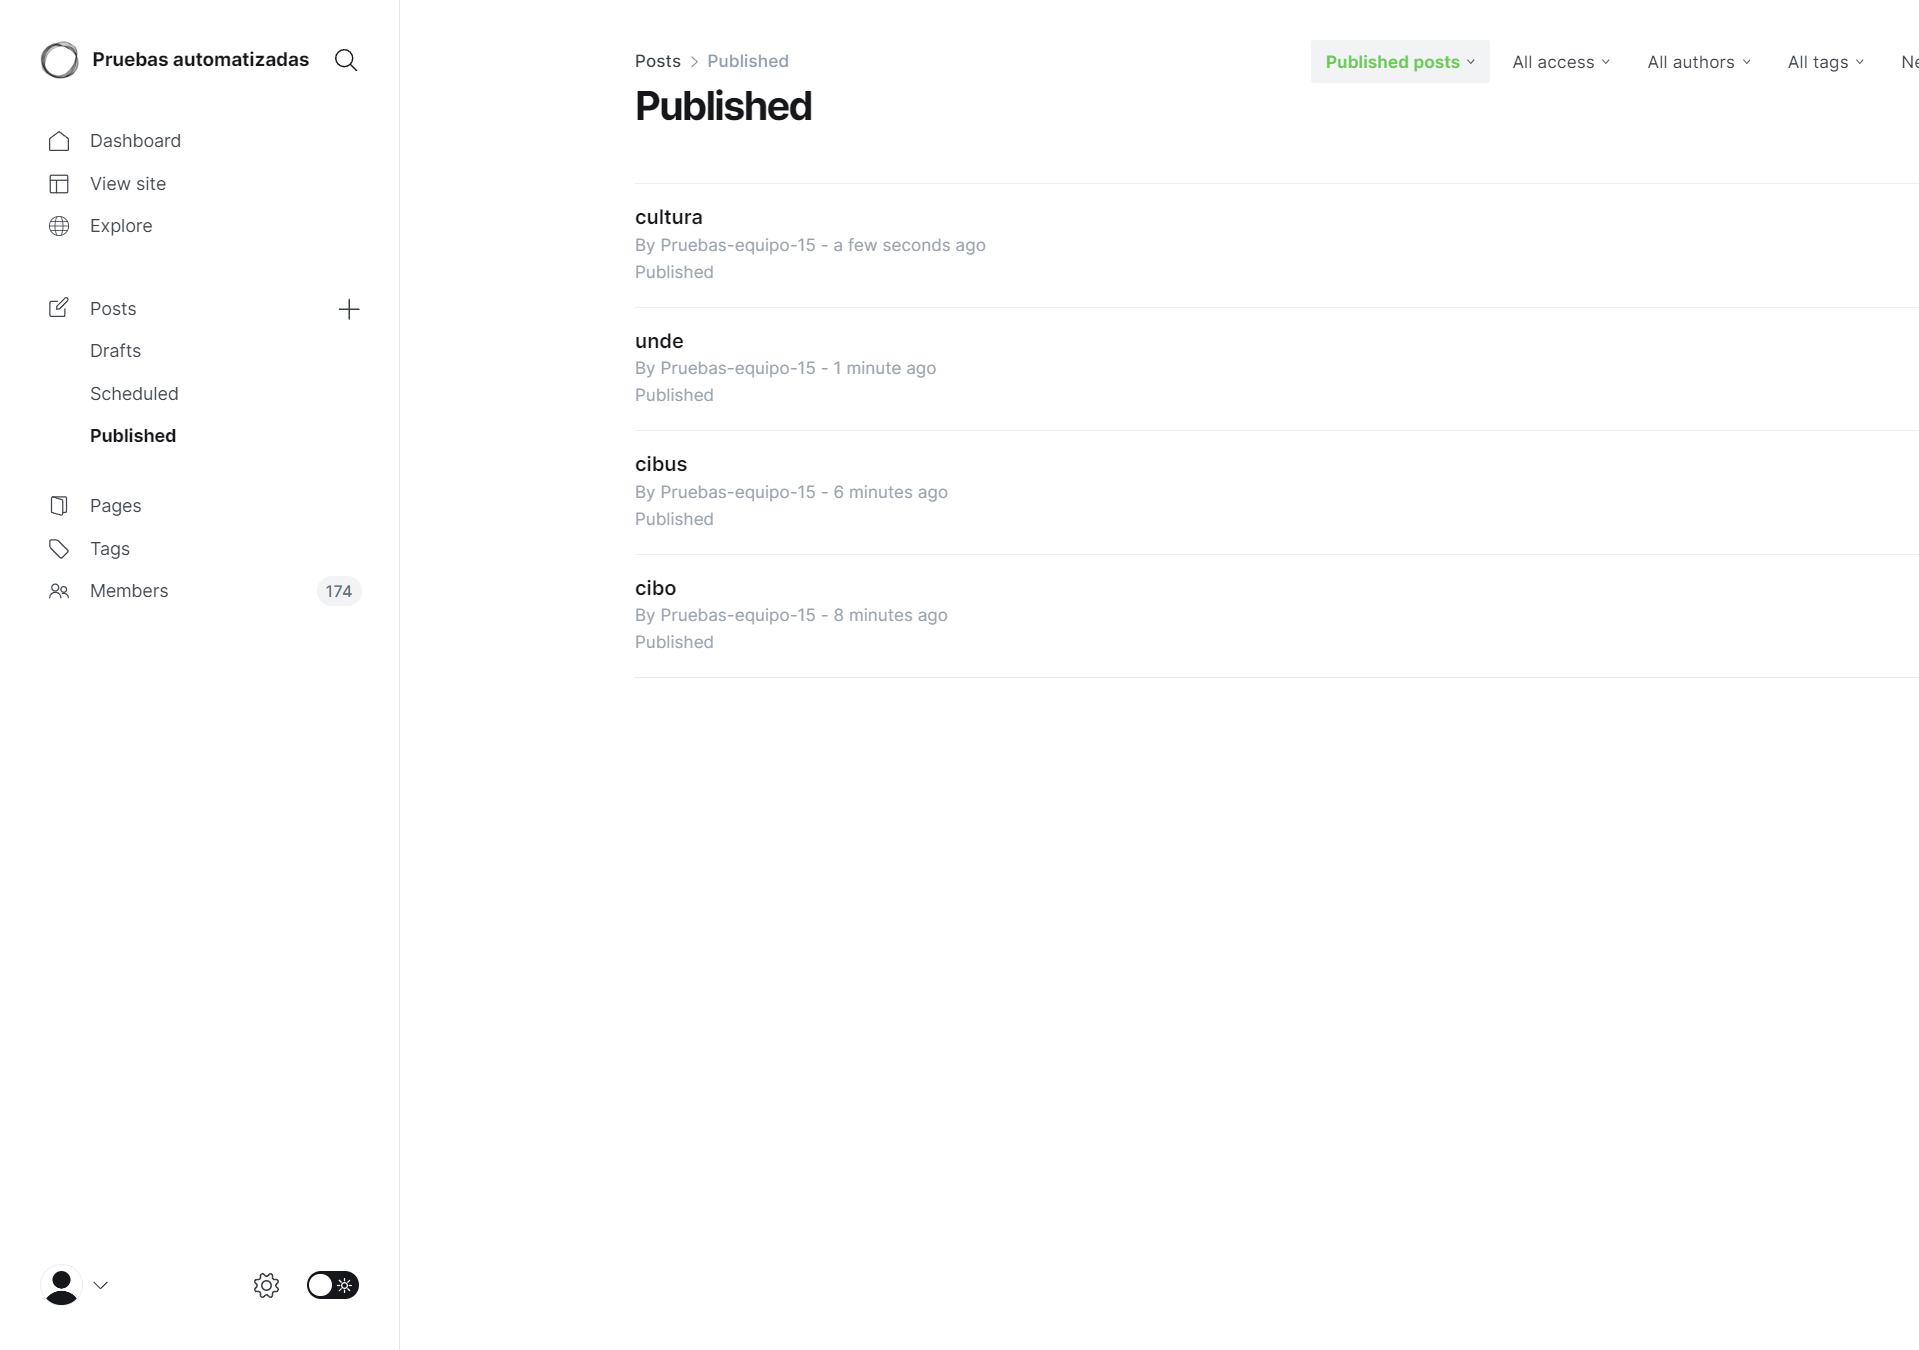 Pruebas automatizadas
Dashboard
View site
Explore
Posts
Drafts
Scheduled
Published
Pages
Tags
Members 174
Posts > Published
Published
Published posts
All access
All authors
All tags
cultura
By Pruebas-equipo-15 - a few seconds ago
Published
unde
By Pruebas-equipo-15 - 1 minute ago
Published
cibus
By Pruebas-equipo-15 - 6 minutes ago
Published
cibo
By Pruebas-equipo-15 - 8 minutes ago
Published